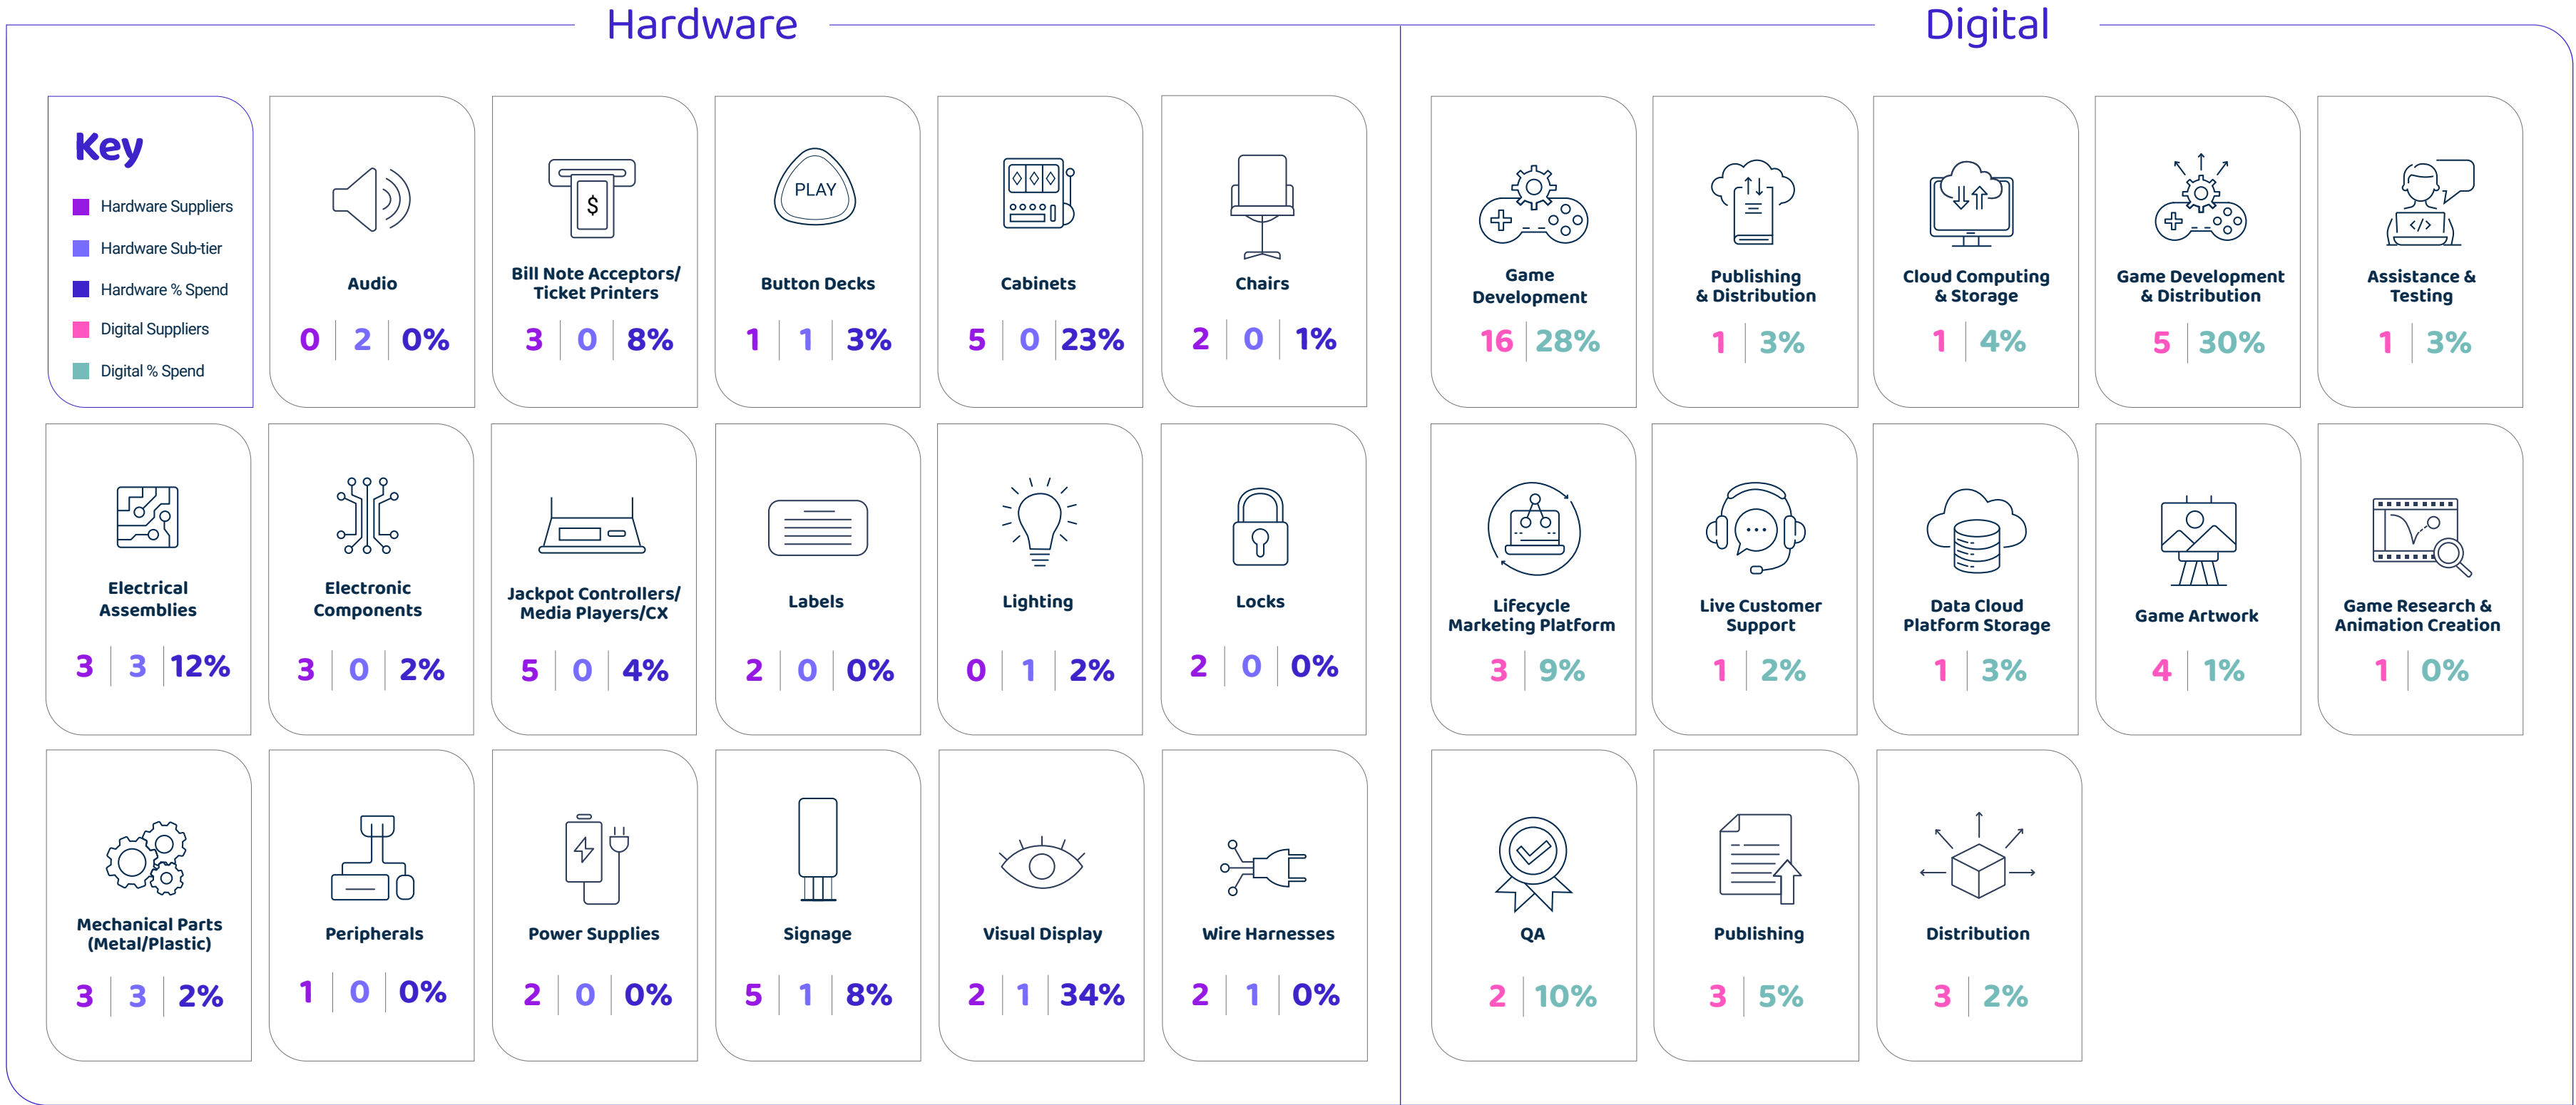 Hardware
Digital
Key
Hardware Suppliers
Hardware Sub-tier
Hardware % Spend
Digital Suppliers
Digital % Spend
Audio
0 2 0%
$
Bill Note Acceptors/
Ticket Printers
3 0 8%
PLAY
Button Decks
1 1 3%
Cabinets
5 0 23%
Chairs
2 0 1%
Game
Development
16 28%
Publishing
& Distribution
1 3%
Cloud Computing
& Storage
1 4%
Game Development
& Distribution
5 30%
</>
Assistance &
Testing
1 3%
Electrical
Assemblies
3 3 12%
Electronic
Components
3 0 2%
Jackpot Controllers/
Media Players/CX
5 0 4%
Labels
2 0 0%
Lighting
0 1 2%
Locks
2 0 0%
Lifecycle
Marketing Platform
3 9%
Live Customer
Support
1 2%
Data Cloud
Platform Storage
1 3%
Game Artwork
4 1%
Game Research &
Animation Creation
1 0%
Mechanical Parts
(Metal/Plastic)
3 3 2%
Peripherals
1 0 0%
Power Supplies
2 0 0%
Signage
5 1 8%
Visual Display
2 1 34%
Wire Harnesses
2 1 0%
QA
2 10%
Publishing
3 5%
Distribution
3 2%